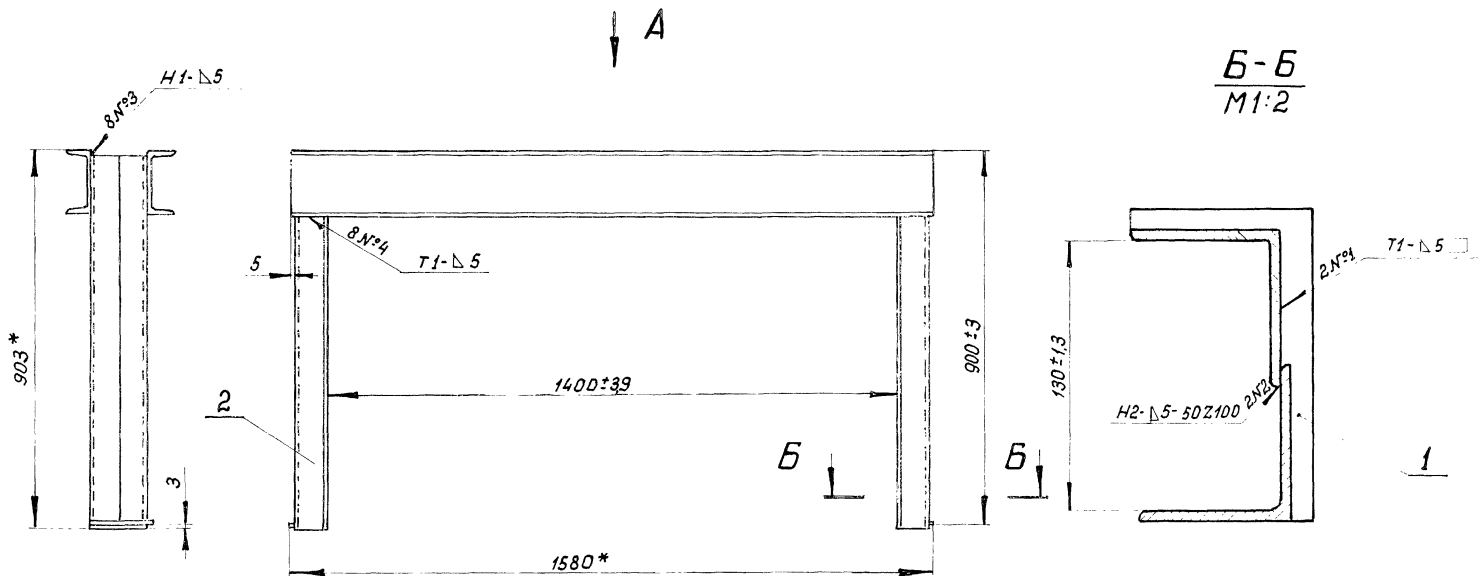 А
Б-Б
М1:2
Н1-⊿5
8№3
903*
3
2
5
8№4
Т1-⊿5
1400±3,9
900±3
1580*
Б
Б
130±1,3
2№1
Т1-⊿5 □
2№2
Н2-⊿5-50Z100
1